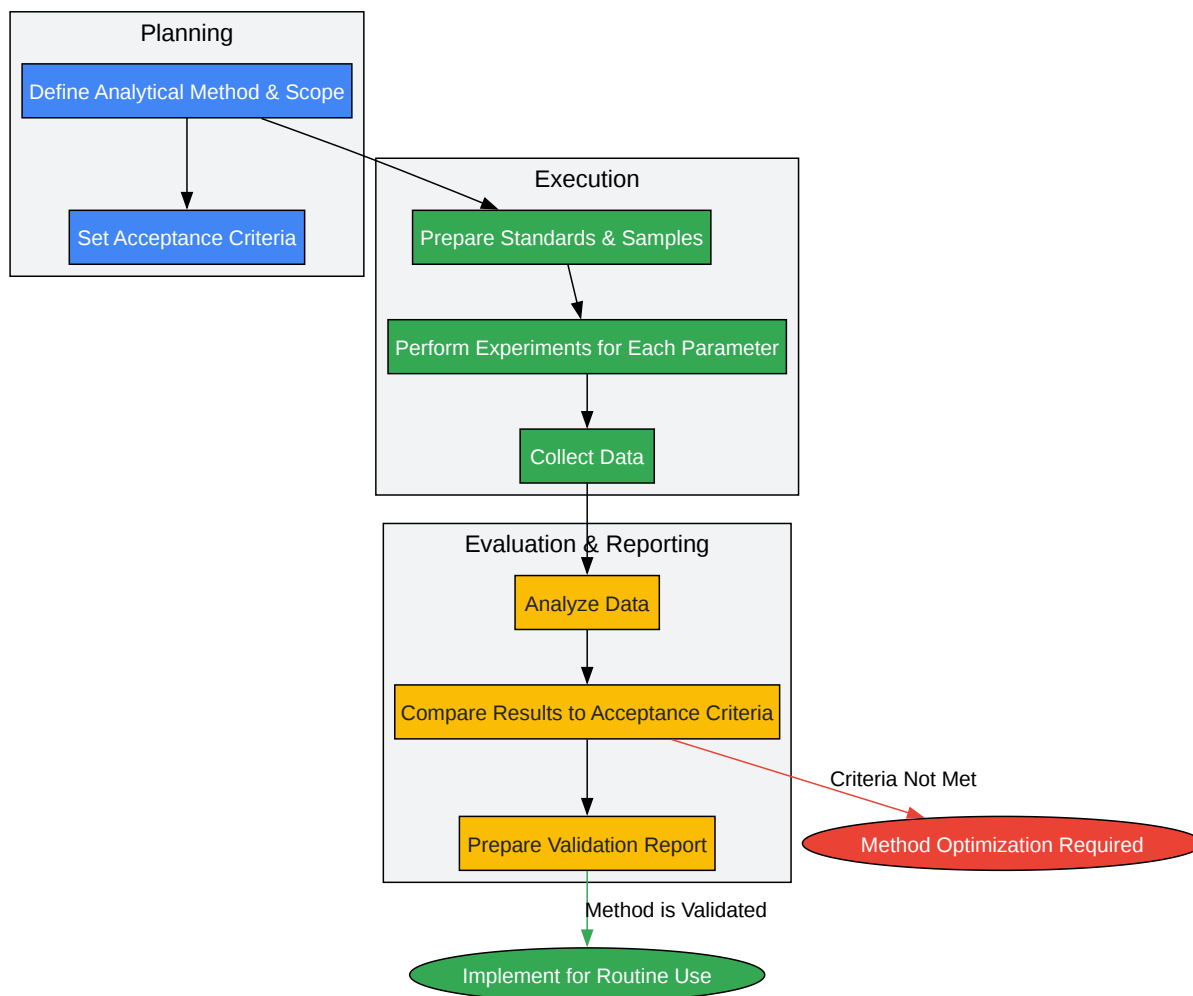 Planning
Define Analytical Method & Scope
Set Acceptance Criteria
Execution
Prepare Standards & Samples
Perform Experiments for Each Parameter
Collect Data
Evaluation & Reporting
Analyze Data
Compare Results to Acceptance Criteria
Criteria Not Met
Prepare Validation Report
Method Optimization Required
Method is Validated
Implement for Routine Use